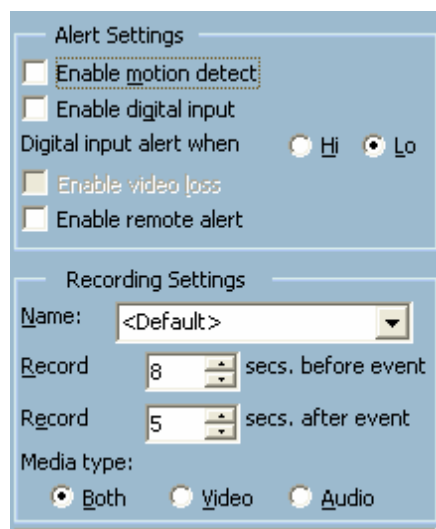 Alert Settings
Enable motion detect
Enable digital input
Digital input alert when Hi Lo
Enable video loss
Enable remote alert
Recording Settings
Name: <Default>
Record 8 secs. before event
Record 5 secs. after event
Media type:
Both Video Audio